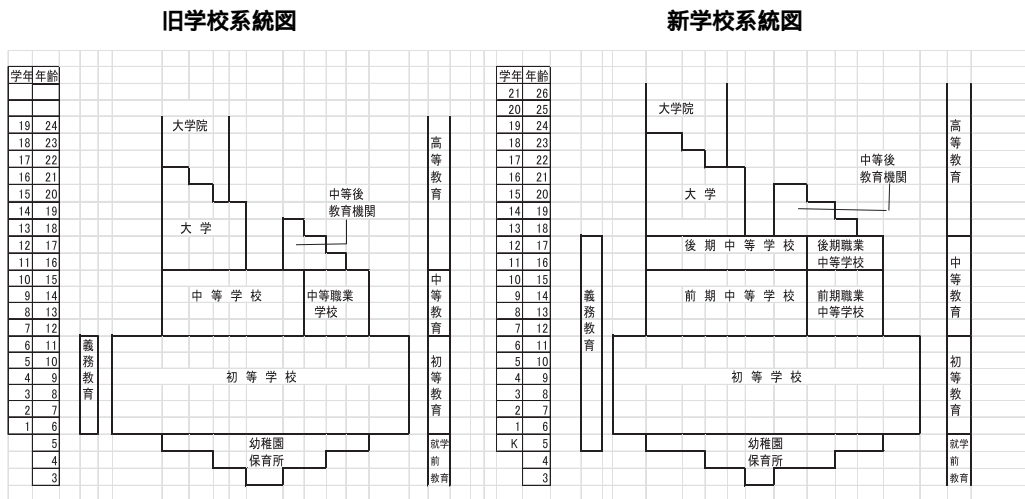 旧学校系統図
学年 年齢
19 24
18 23
17 22
16 21
15 20
14 19
13 18
12 17
11 16
10 15
9 14
8 13
7 12
6 11
5 10
4 9
3 8
2 7
1 6
5
4
3
義務教育
大学院
大 学
中等後
教育機関
中 等 学 校
中等職業
学校
初 等 学 校
幼稚園
保育所
高等教育
中等教育
初等教育
就学
前
教育
新学校系統図
学年 年齢
21 26
20 25
19 24
18 23
17 22
16 21
15 20
14 19
13 18
12 17
11 16
10 15
9 14
8 13
7 12
6 11
5 10
4 9
3 8
2 7
1 6
K 5
4
3
義務教育
大学院
大 学
中等後
教育機関
後 期 中 等 学 校
後期職業
中等学校
前 期 中 等 学 校
前期職業
中等学校
初 等 学 校
幼稚園
保育所
高等教育
中等教育
初等教育
就学
前
教育